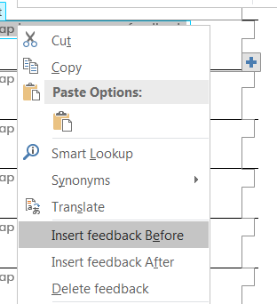 Cut
Copy
Paste Options:
Smart Lookup
Synonyms
Translate
Insert feedback Before
Insert feedback After
Delete feedback